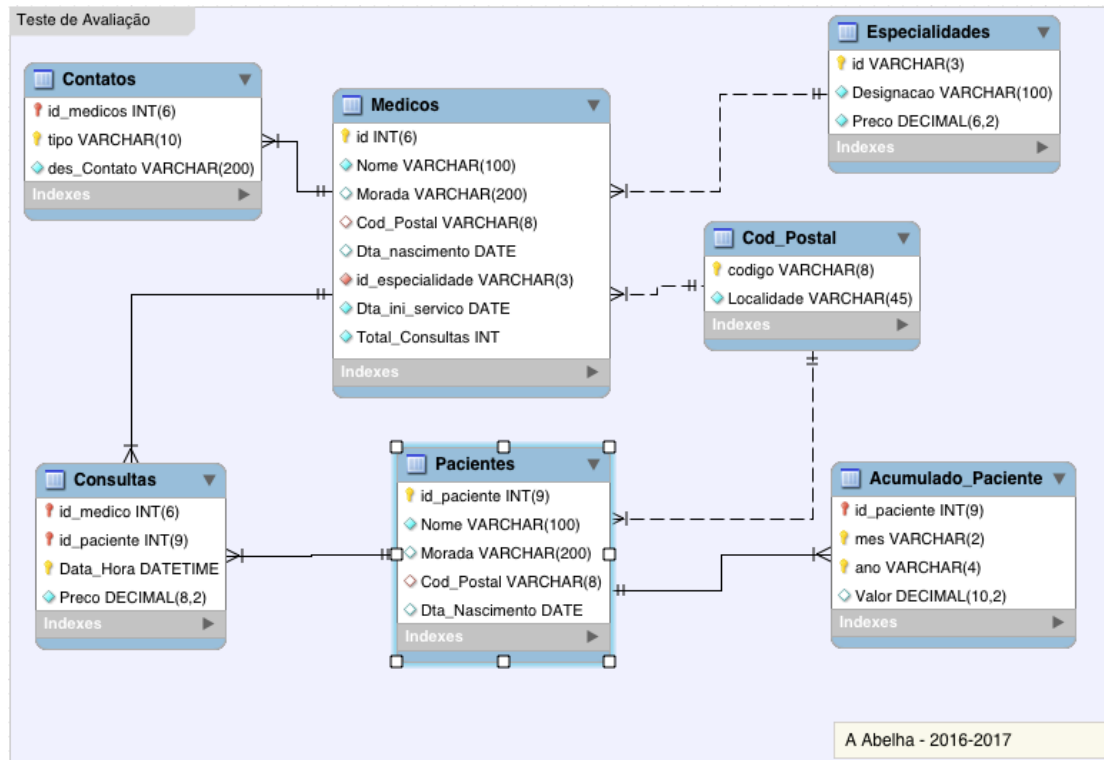 Teste de Avaliação
Contatos
id_medicos INT(6)
tipo VARCHAR(10)
des_Contato VARCHAR(200)
Indexes
Medicos
id INT(6)
Nome VARCHAR(100)
Morada VARCHAR(200)
Cod_Postal VARCHAR(8)
Dta_nascimento DATE
id_especialidade VARCHAR(3)
Dta_ini_servico DATE
Total_Consultas INT
Indexes
Especialidades
id VARCHAR(3)
Designacao VARCHAR(100)
Preco DECIMAL(6,2)
Indexes
Cod_Postal
codigo VARCHAR(8)
Localidade VARCHAR(45)
Indexes
Consultas
id_medico INT(6)
id_paciente INT(9)
Data_Hora DATETIME
Preco DECIMAL(8,2)
Indexes
Pacientes
id_paciente INT(9)
Nome VARCHAR(100)
Morada VARCHAR(200)
Cod_Postal VARCHAR(8)
Dta_Nascimento DATE
Indexes
Acumulado_Paciente
id_paciente INT(9)
mes VARCHAR(2)
ano VARCHAR(4)
Valor DECIMAL(10,2)
Indexes
A Abelha - 2016-2017